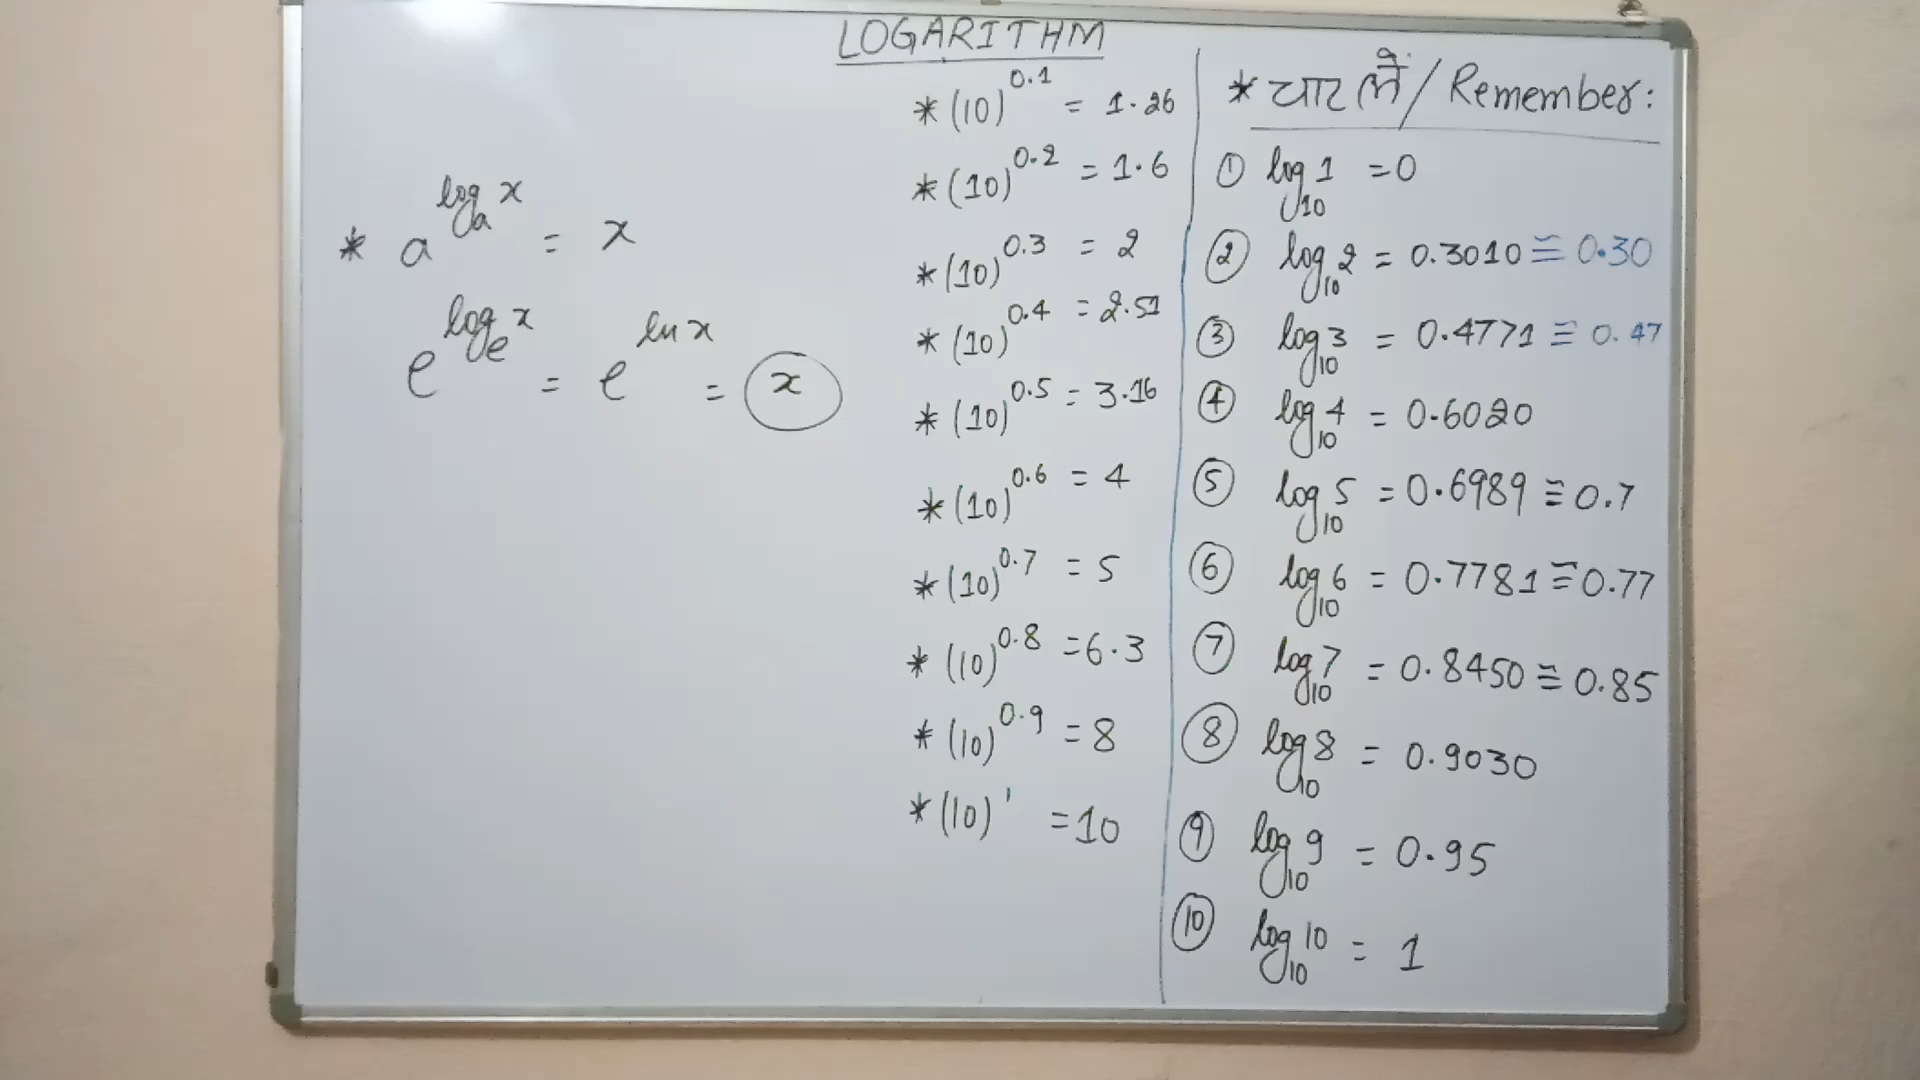 LOGARITHM
* a^(log_a x) = x
e^(log_e x) = e^(ln x) = x
* (10)^0.1 = 1.26
* (10)^0.2 = 1.6
* (10)^0.3 = 2
* (10)^0.4 = 2.51
* (10)^0.5 = 3.16
* (10)^0.6 = 4
* (10)^0.7 = 5
* (10)^0.8 = 6.3
* (10)^0.9 = 8
* (10)^1 = 10
* याद लें / Remember:
① log_10 1 = 0
② log_10 2 = 0.3010 ≅ 0.30
③ log_10 3 = 0.4771 ≅ 0.47
④ log_10 4 = 0.6020
⑤ log_10 5 = 0.6989 ≅ 0.7
⑥ log_10 6 = 0.7781 ≅ 0.77
⑦ log_10 7 = 0.8450 ≅ 0.85
⑧ log_10 8 = 0.9030
⑨ log_10 9 = 0.95
⑩ log_10 10 = 1